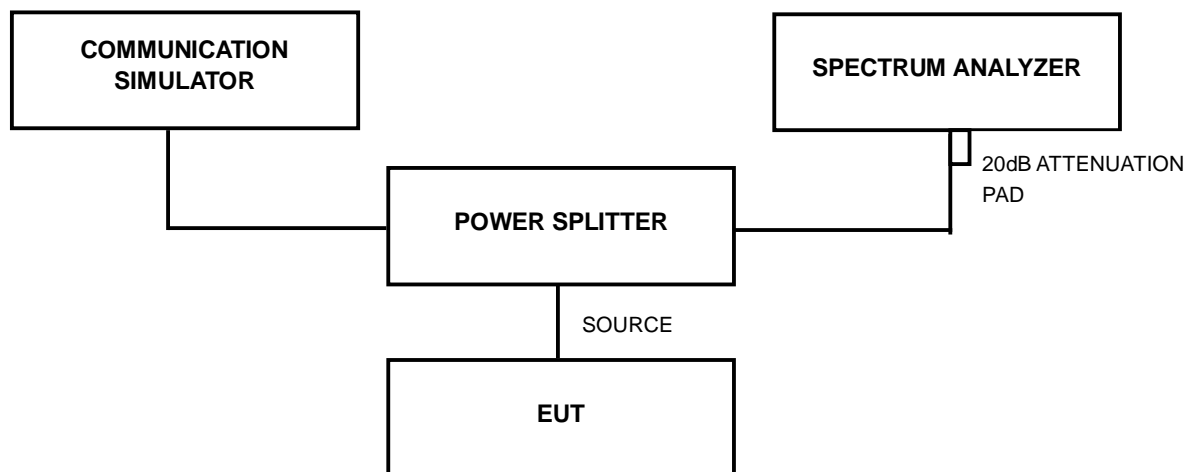 COMMUNICATION
SIMULATOR
SPECTRUM ANALYZER
20dB ATTENUATION
PAD
POWER SPLITTER
SOURCE
EUT